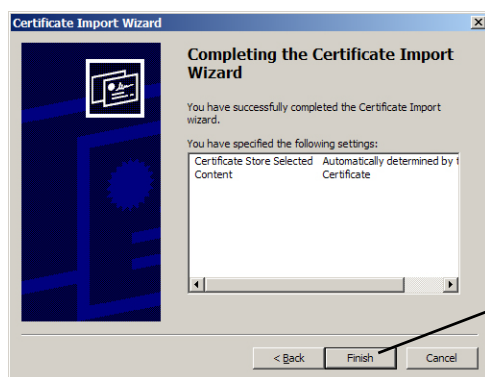 Certificate Import Wizard
Completing the Certificate Import
Wizard
You have successfully completed the Certificate Import
wizard.
You have specified the following settings:
Certificate Store Selected Automatically determined by t
Content Certificate
< Back Finish Cancel